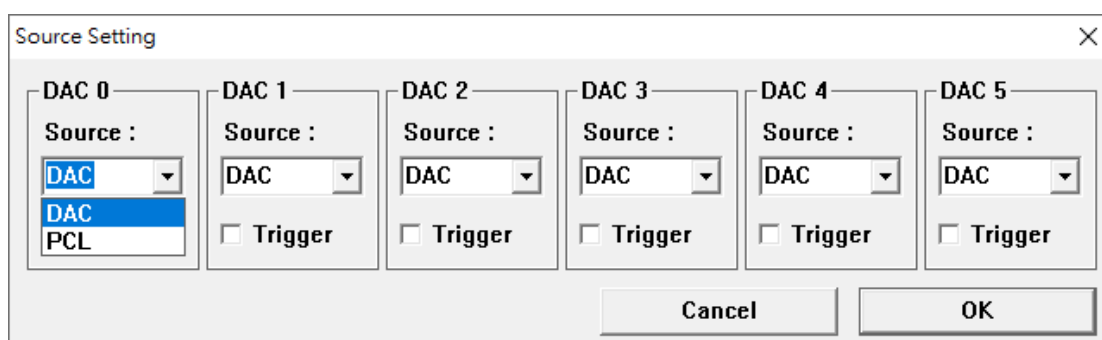 Source Setting
DAC 0
Source :
DAC
DAC
PCL
DAC 1
Source :
DAC
Trigger
DAC 2
Source :
DAC
Trigger
DAC 3
Source :
DAC
Trigger
DAC 4
Source :
DAC
Trigger
DAC 5
Source :
DAC
Trigger
Cancel
OK